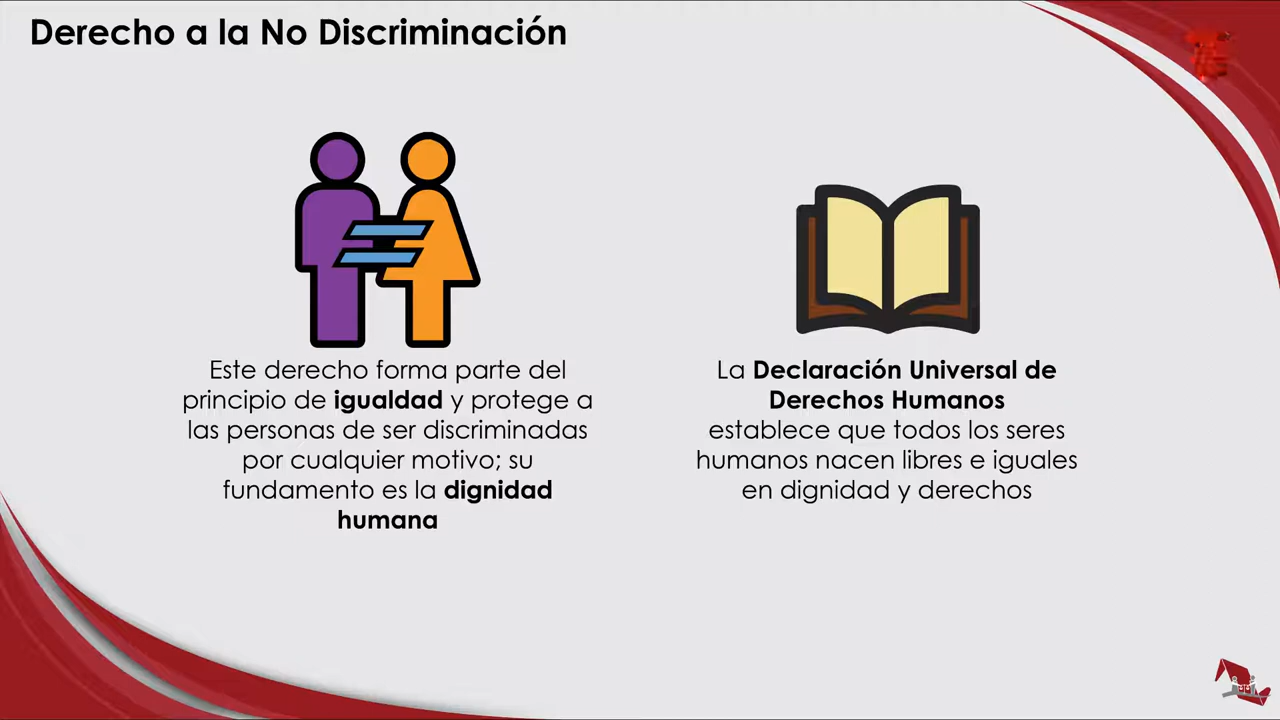 Derecho a la No Discriminación
Este derecho forma parte del
principio de igualdad y protege a
las personas de ser discriminadas
por cualquier motivo; su
fundamento es la dignidad
humana
La Declaración Universal de
Derechos Humanos
establece que todos los seres
humanos nacen libres e iguales
en dignidad y derechos